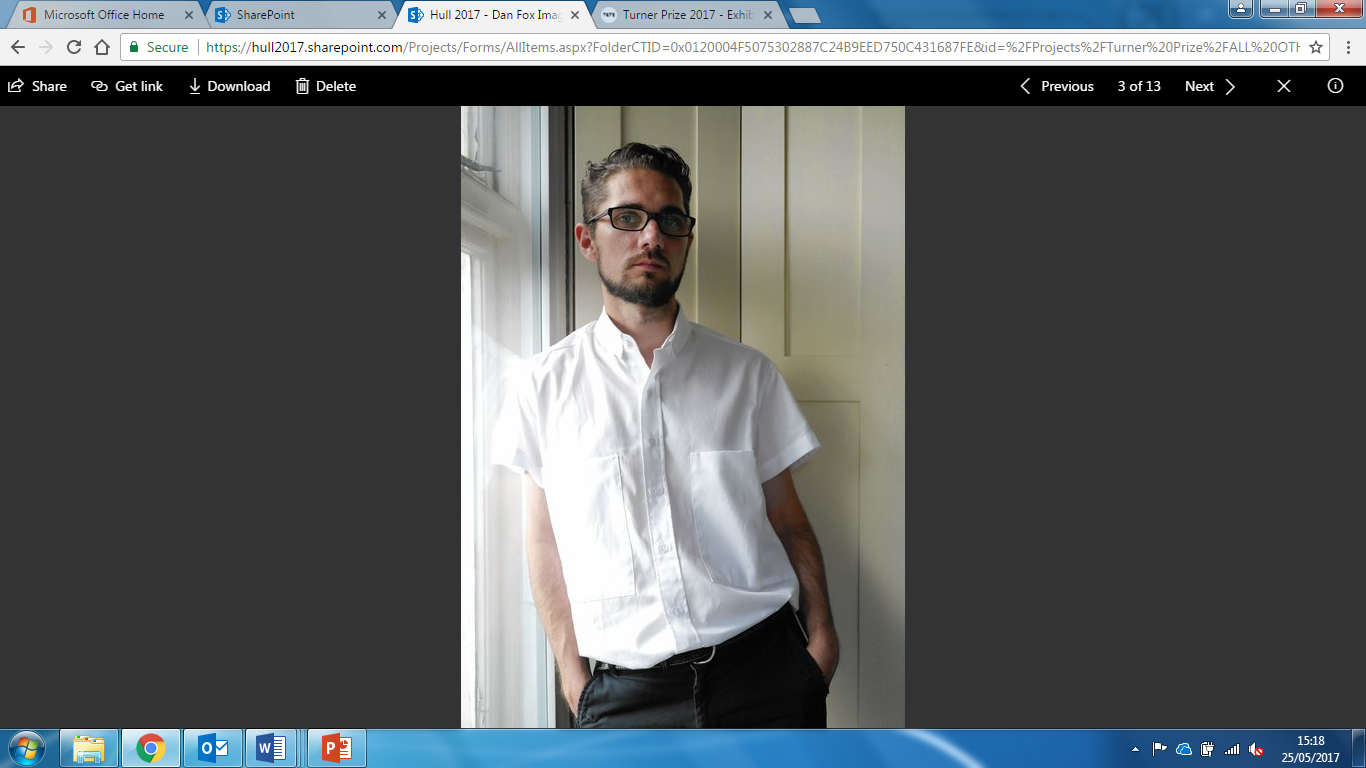 Microsoft Office Home
SharePoint
Hull 2017 - Dan Fox Imag
Turner Prize 2017 - Exhib
Secure
https://hull2017.sharepoint.com/Projects/Forms/AllItems.aspx?FolderCTID=0x0120004F5075302887C24B9EED750C431687FE&id=%2FProjects%2FTurner%20Prize%2FALL%20OTH
Share
Get link
Download
Delete
Previous
3 of 13
Next
15:18
25/05/2017